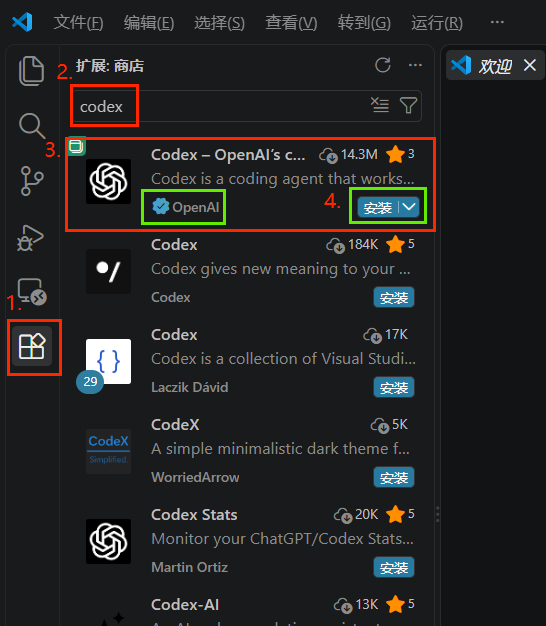 文件(F) 编辑(E) 选择(S) 查看(V) 转到(G) 运行(R) ···
扩展: 商店 ···
欢迎
2.
codex
3.
Codex – OpenAI’s c… 14.3M 3
Codex is a coding agent that works…
OpenAI
4.
安装
Codex 184K 5
Codex gives new meaning to your …
Codex 安装
1.
Codex 17K
{ }
Codex is a collection of Visual Studi…
29
Laczik Dávid 安装
CodeX 5K
CodeX
Simplified.
A simple minimalistic dark theme f…
WorriedArrow 安装
Codex Stats 20K 5
Monitor your ChatGPT/Codex Stats…
Martin Ortiz 安装
Codex-AI 13K 5